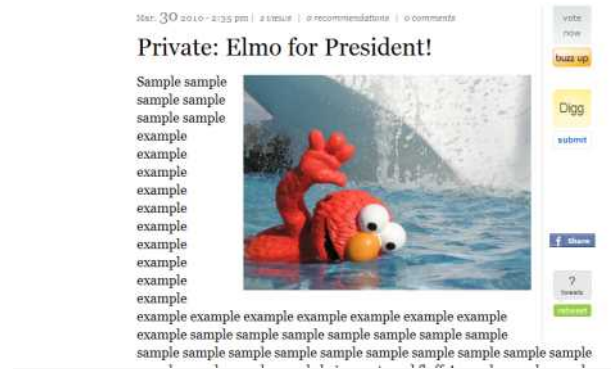 Mar. 30 2010 - 2:35 pm | 2 views | 0 recommendations | 0 comments
Private: Elmo for President!
Sample sample
sample sample
sample sample
example
example
example
example
example
example
example
example
example
example
example example example example example example example
example sample sample sample sample sample sample sample
sample sample sample sample sample sample sample sample sample
vote
now
buzz up
Digg
submit
f Share
?
tweets
retweet